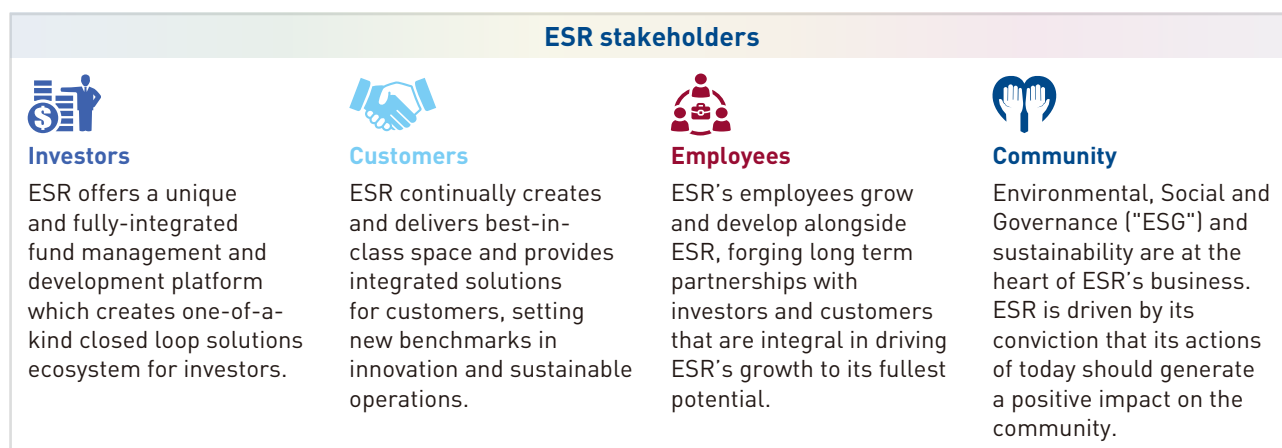 ESR stakeholders
Investors
ESR offers a unique
and fully-integrated
fund management and
development platform
which creates one-of-a-
kind closed loop solutions
ecosystem for investors.
Customers
ESR continually creates
and delivers best-in-
class space and provides
integrated solutions
for customers, setting
new benchmarks in
innovation and sustainable
operations.
Employees
ESR’s employees grow
and develop alongside
ESR, forging long term
partnerships with
investors and customers
that are integral in driving
ESR’s growth to its fullest
potential.
Community
Environmental, Social and
Governance ("ESG") and
sustainability are at the
heart of ESR’s business.
ESR is driven by its
conviction that its actions
of today should generate
a positive impact on the
community.